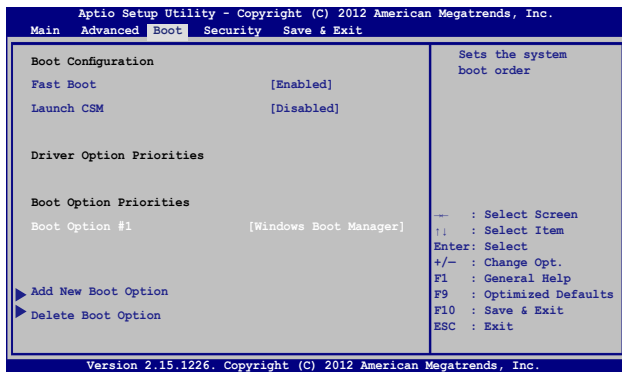 Aptio Setup Utility - Copyright (C) 2012 American Megatrends, Inc.
Main Advanced Boot Security Save & Exit
Boot Configuration
Fast Boot [Enabled]
Launch CSM [Disabled]
Driver Option Priorities
Boot Option Priorities
Boot Option #1 [Windows Boot Manager]
Add New Boot Option
Delete Boot Option
Sets the system
boot order
→← : Select Screen
↑↓ : Select Item
Enter: Select
+/— : Change Opt.
F1 : General Help
F9 : Optimized Defaults
F10 : Save & Exit
ESC : Exit
Version 2.15.1226. Copyright (C) 2012 American Megatrends, Inc.